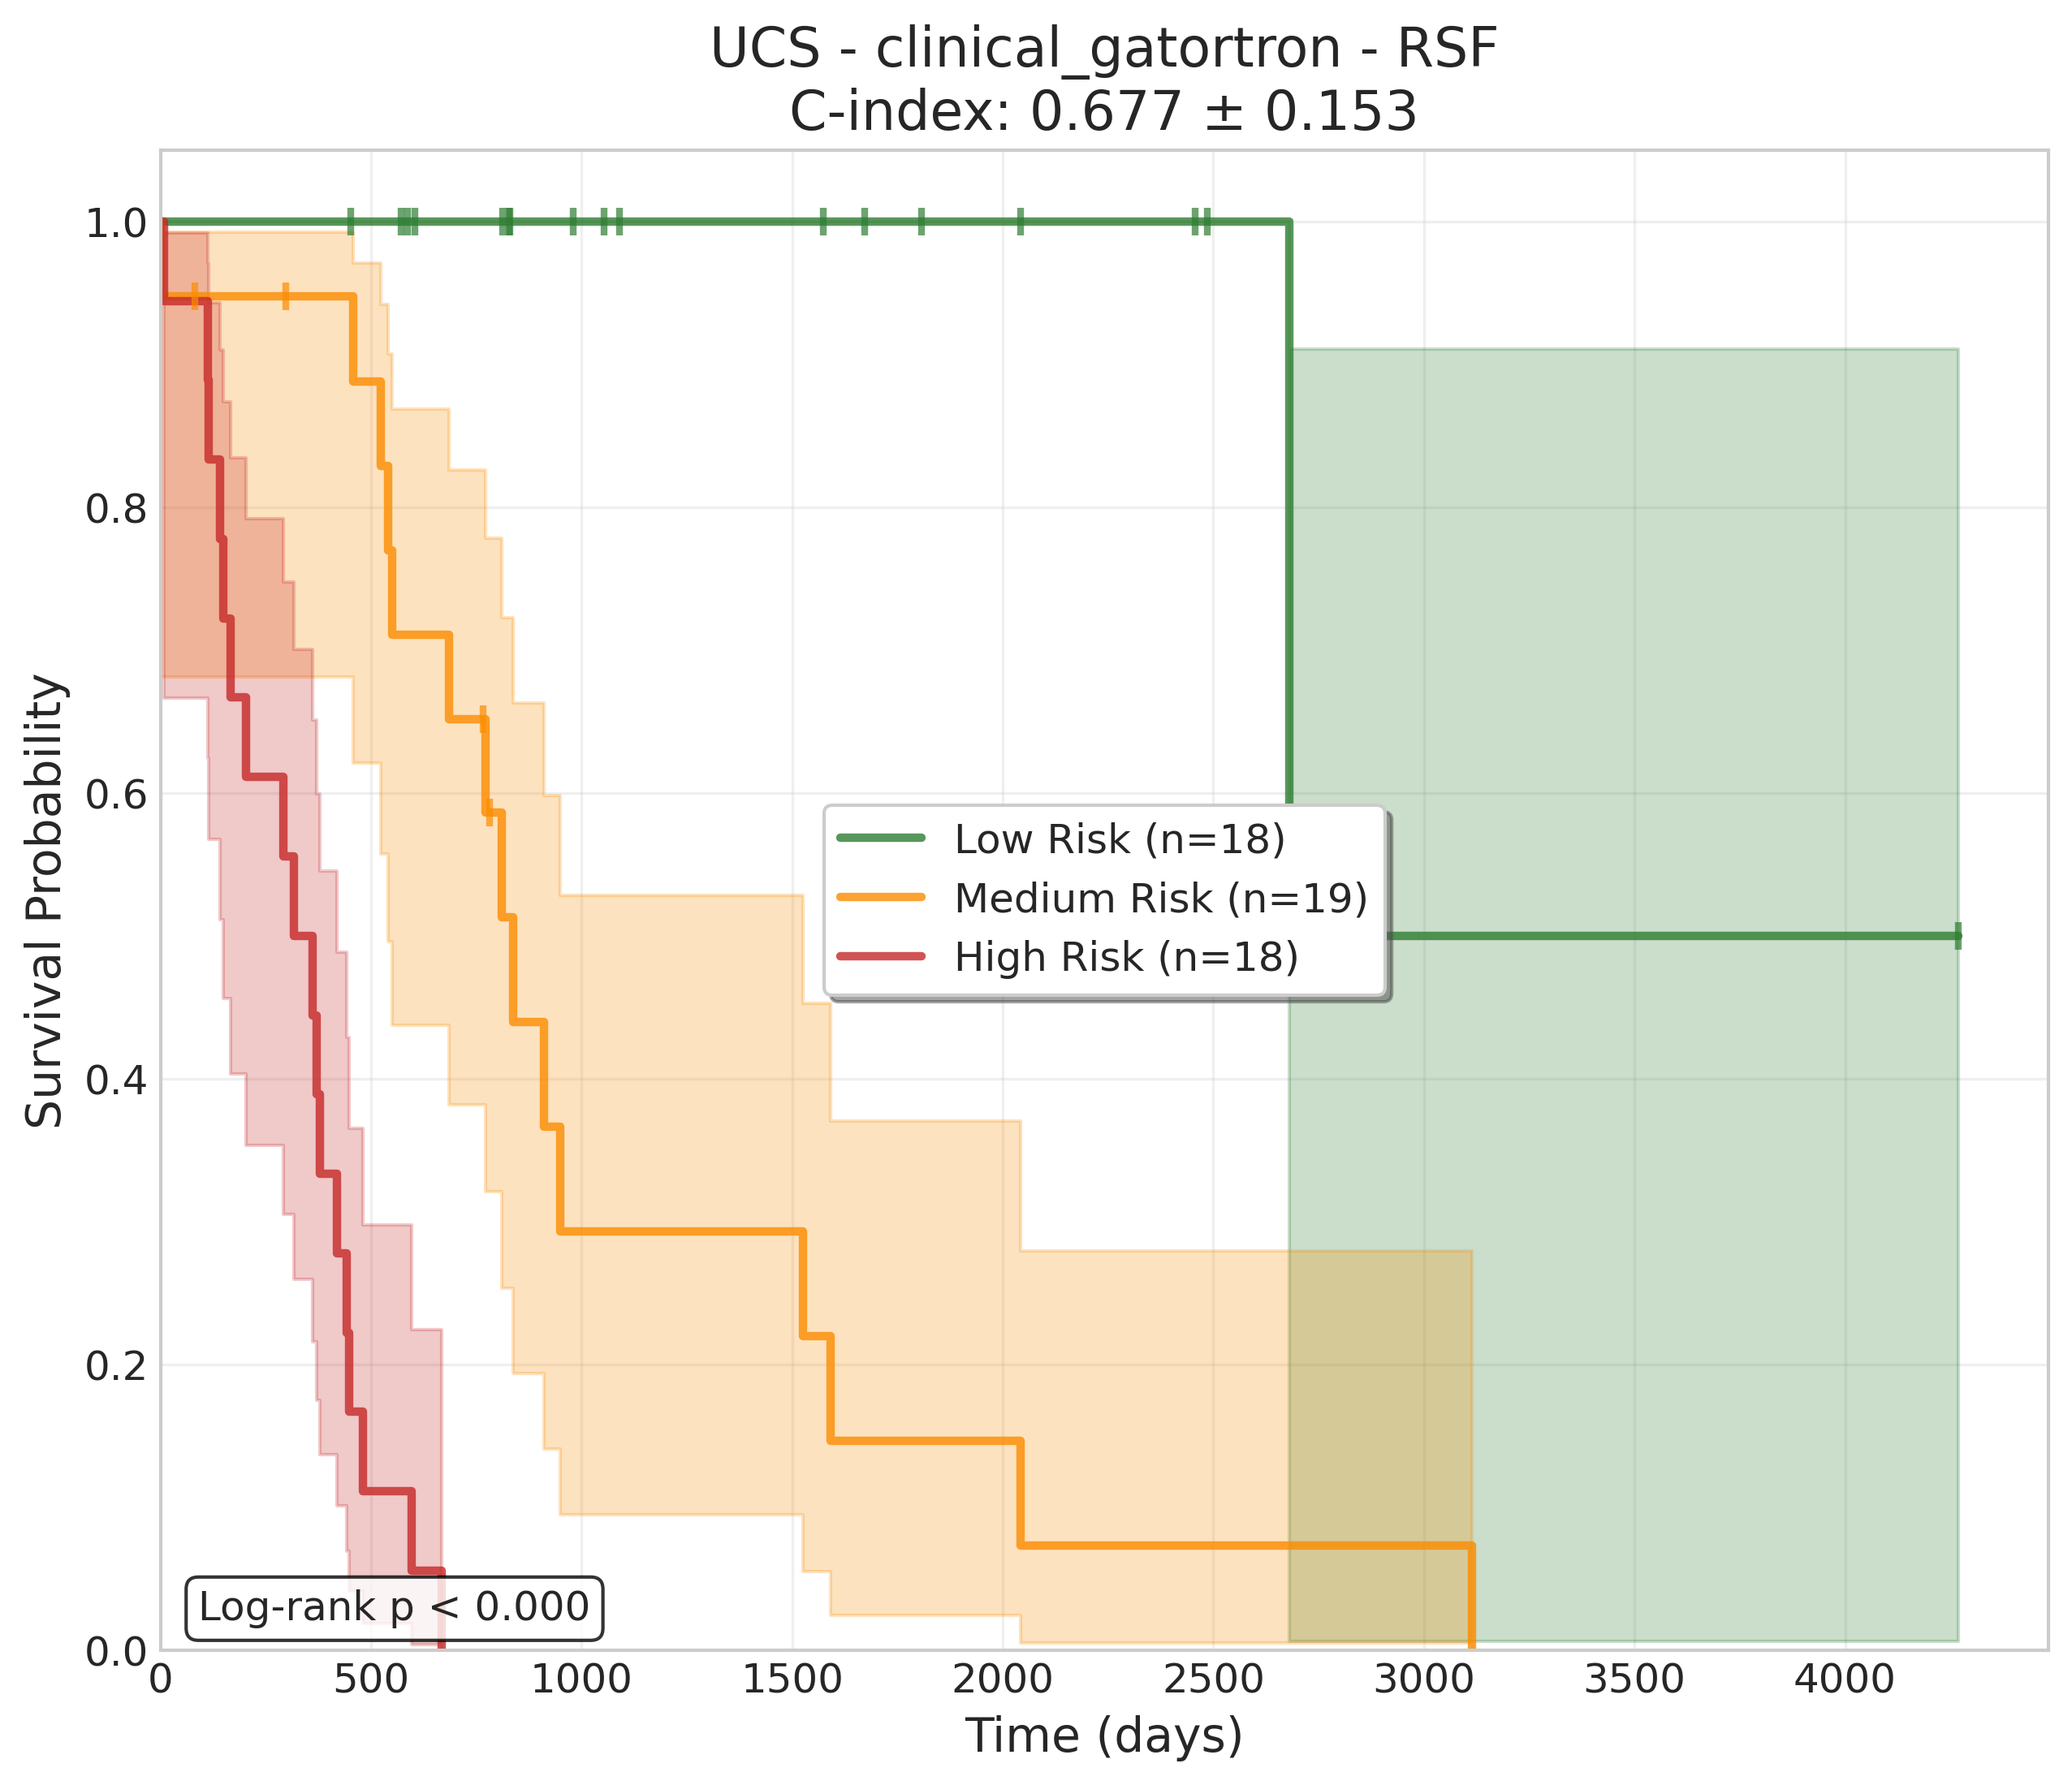 UCS - clinical_gatortron - RSF
C-index: 0.677 ± 0.153
Survival Probability
1.0
0.8
0.6
0.4
0.2
0.0
Low Risk (n=18)
Medium Risk (n=19)
High Risk (n=18)
Log-rank p < 0.000
0 500 1000 1500 2000 2500 3000 3500 4000
Time (days)